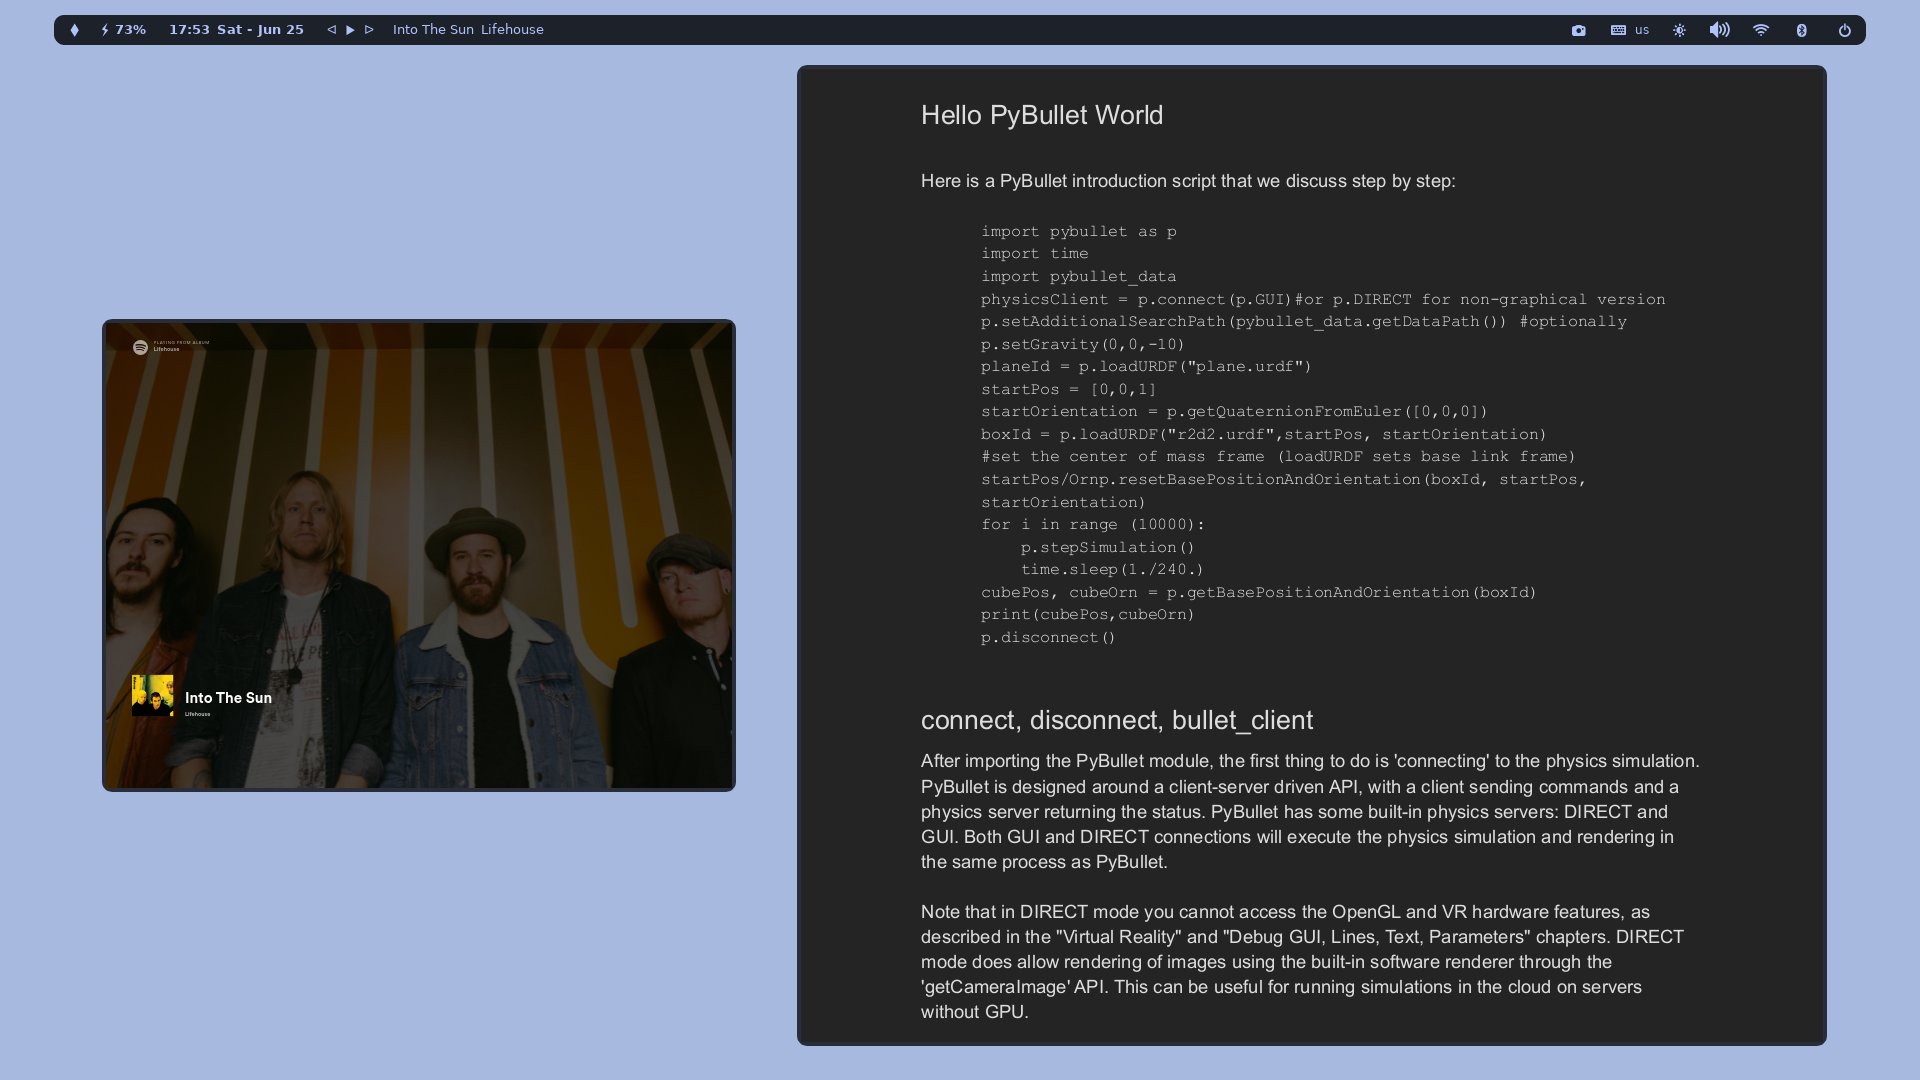 73% 17:53 Sat - Jun 25 Into The Sun Lifehouse us
PLAYING FROM ALBUM
Lifehouse
Into The Sun
Lifehouse
Hello PyBullet World
Here is a PyBullet introduction script that we discuss step by step:
import pybullet as p
import time
import pybullet_data
physicsClient = p.connect(p.GUI)#or p.DIRECT for non-graphical version
p.setAdditionalSearchPath(pybullet_data.getDataPath()) #optionally
p.setGravity(0,0,-10)
planeId = p.loadURDF("plane.urdf")
startPos = [0,0,1]
startOrientation = p.getQuaternionFromEuler([0,0,0])
boxId = p.loadURDF("r2d2.urdf",startPos, startOrientation)
#set the center of mass frame (loadURDF sets base link frame)
startPos/Ornp.resetBasePositionAndOrientation(boxId, startPos,
startOrientation)
for i in range (10000):
    p.stepSimulation()
    time.sleep(1./240.)
cubePos, cubeOrn = p.getBasePositionAndOrientation(boxId)
print(cubePos,cubeOrn)
p.disconnect()
connect, disconnect, bullet_client
After importing the PyBullet module, the first thing to do is 'connecting' to the physics simulation.
PyBullet is designed around a client-server driven API, with a client sending commands and a
physics server returning the status. PyBullet has some built-in physics servers: DIRECT and
GUI. Both GUI and DIRECT connections will execute the physics simulation and rendering in
the same process as PyBullet.
Note that in DIRECT mode you cannot access the OpenGL and VR hardware features, as
described in the "Virtual Reality" and "Debug GUI, Lines, Text, Parameters" chapters. DIRECT
mode does allow rendering of images using the built-in software renderer through the
'getCameraImage' API. This can be useful for running simulations in the cloud on servers
without GPU.